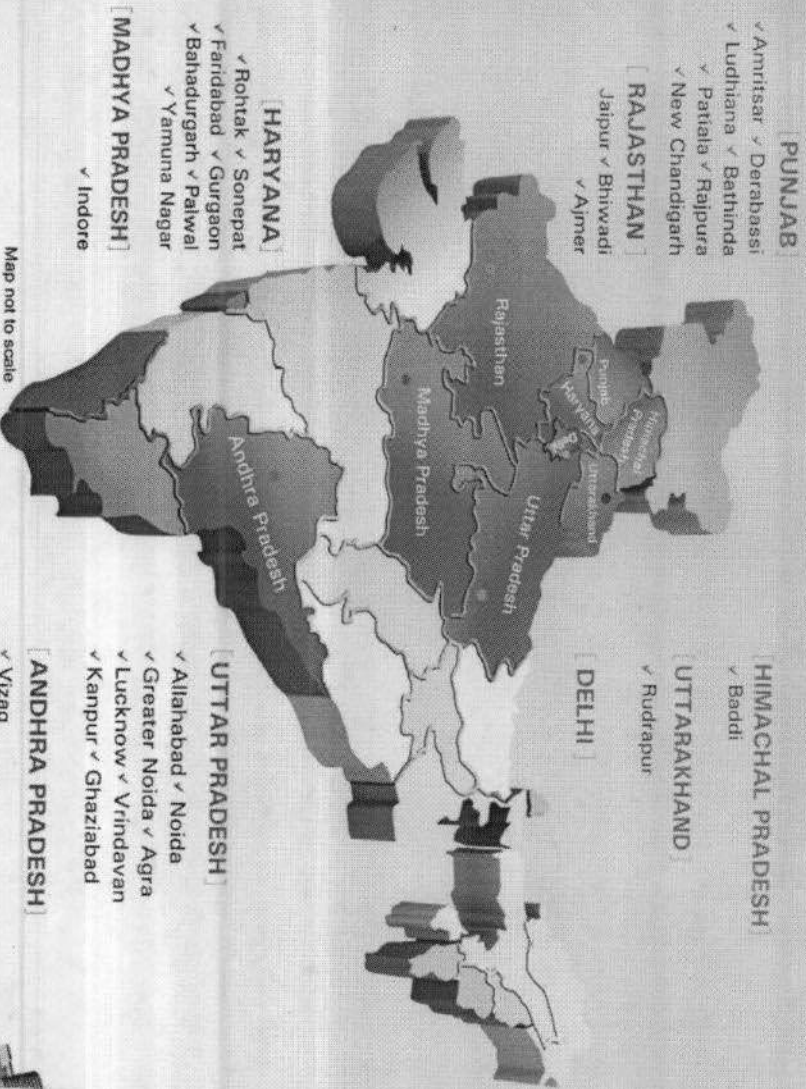 [PUNJAB]
✓Amritsar ✓ Derabassi
✓ Ludhiana ✓ Bathinda
✓ Patiala ✓ Rajpura
✓ New Chandigarh
[RAJASTHAN]
Jaipur ✓ Bhiwadi
✓ Ajmer
[HARYANA]
✓Rohtak ✓ Sonepat
✓ Faridabad ✓ Gurgaon
✓ Bahadurgarh ✓ Palwal
✓ Yamuna Nagar
[MADHYA PRADESH]
✓ Indore
Map not to scale
Himachal
Pradesh
Punjab
Haryana
Uttarakhand
Delhi
Rajasthan
Uttar Pradesh
Madhya Pradesh
Andhra Pradesh
[HIMACHAL PRADESH]
✓ Baddi
[UTTARAKHAND]
✓ Rudrapur
[DELHI]
[UTTAR PRADESH]
✓ Allahabad ✓ Noida
✓ Greater Noida ✓ Agra
✓ Lucknow ✓ Vrindavan
✓ Kanpur ✓ Ghaziabad
[ANDHRA PRADESH]
✓ Vizag